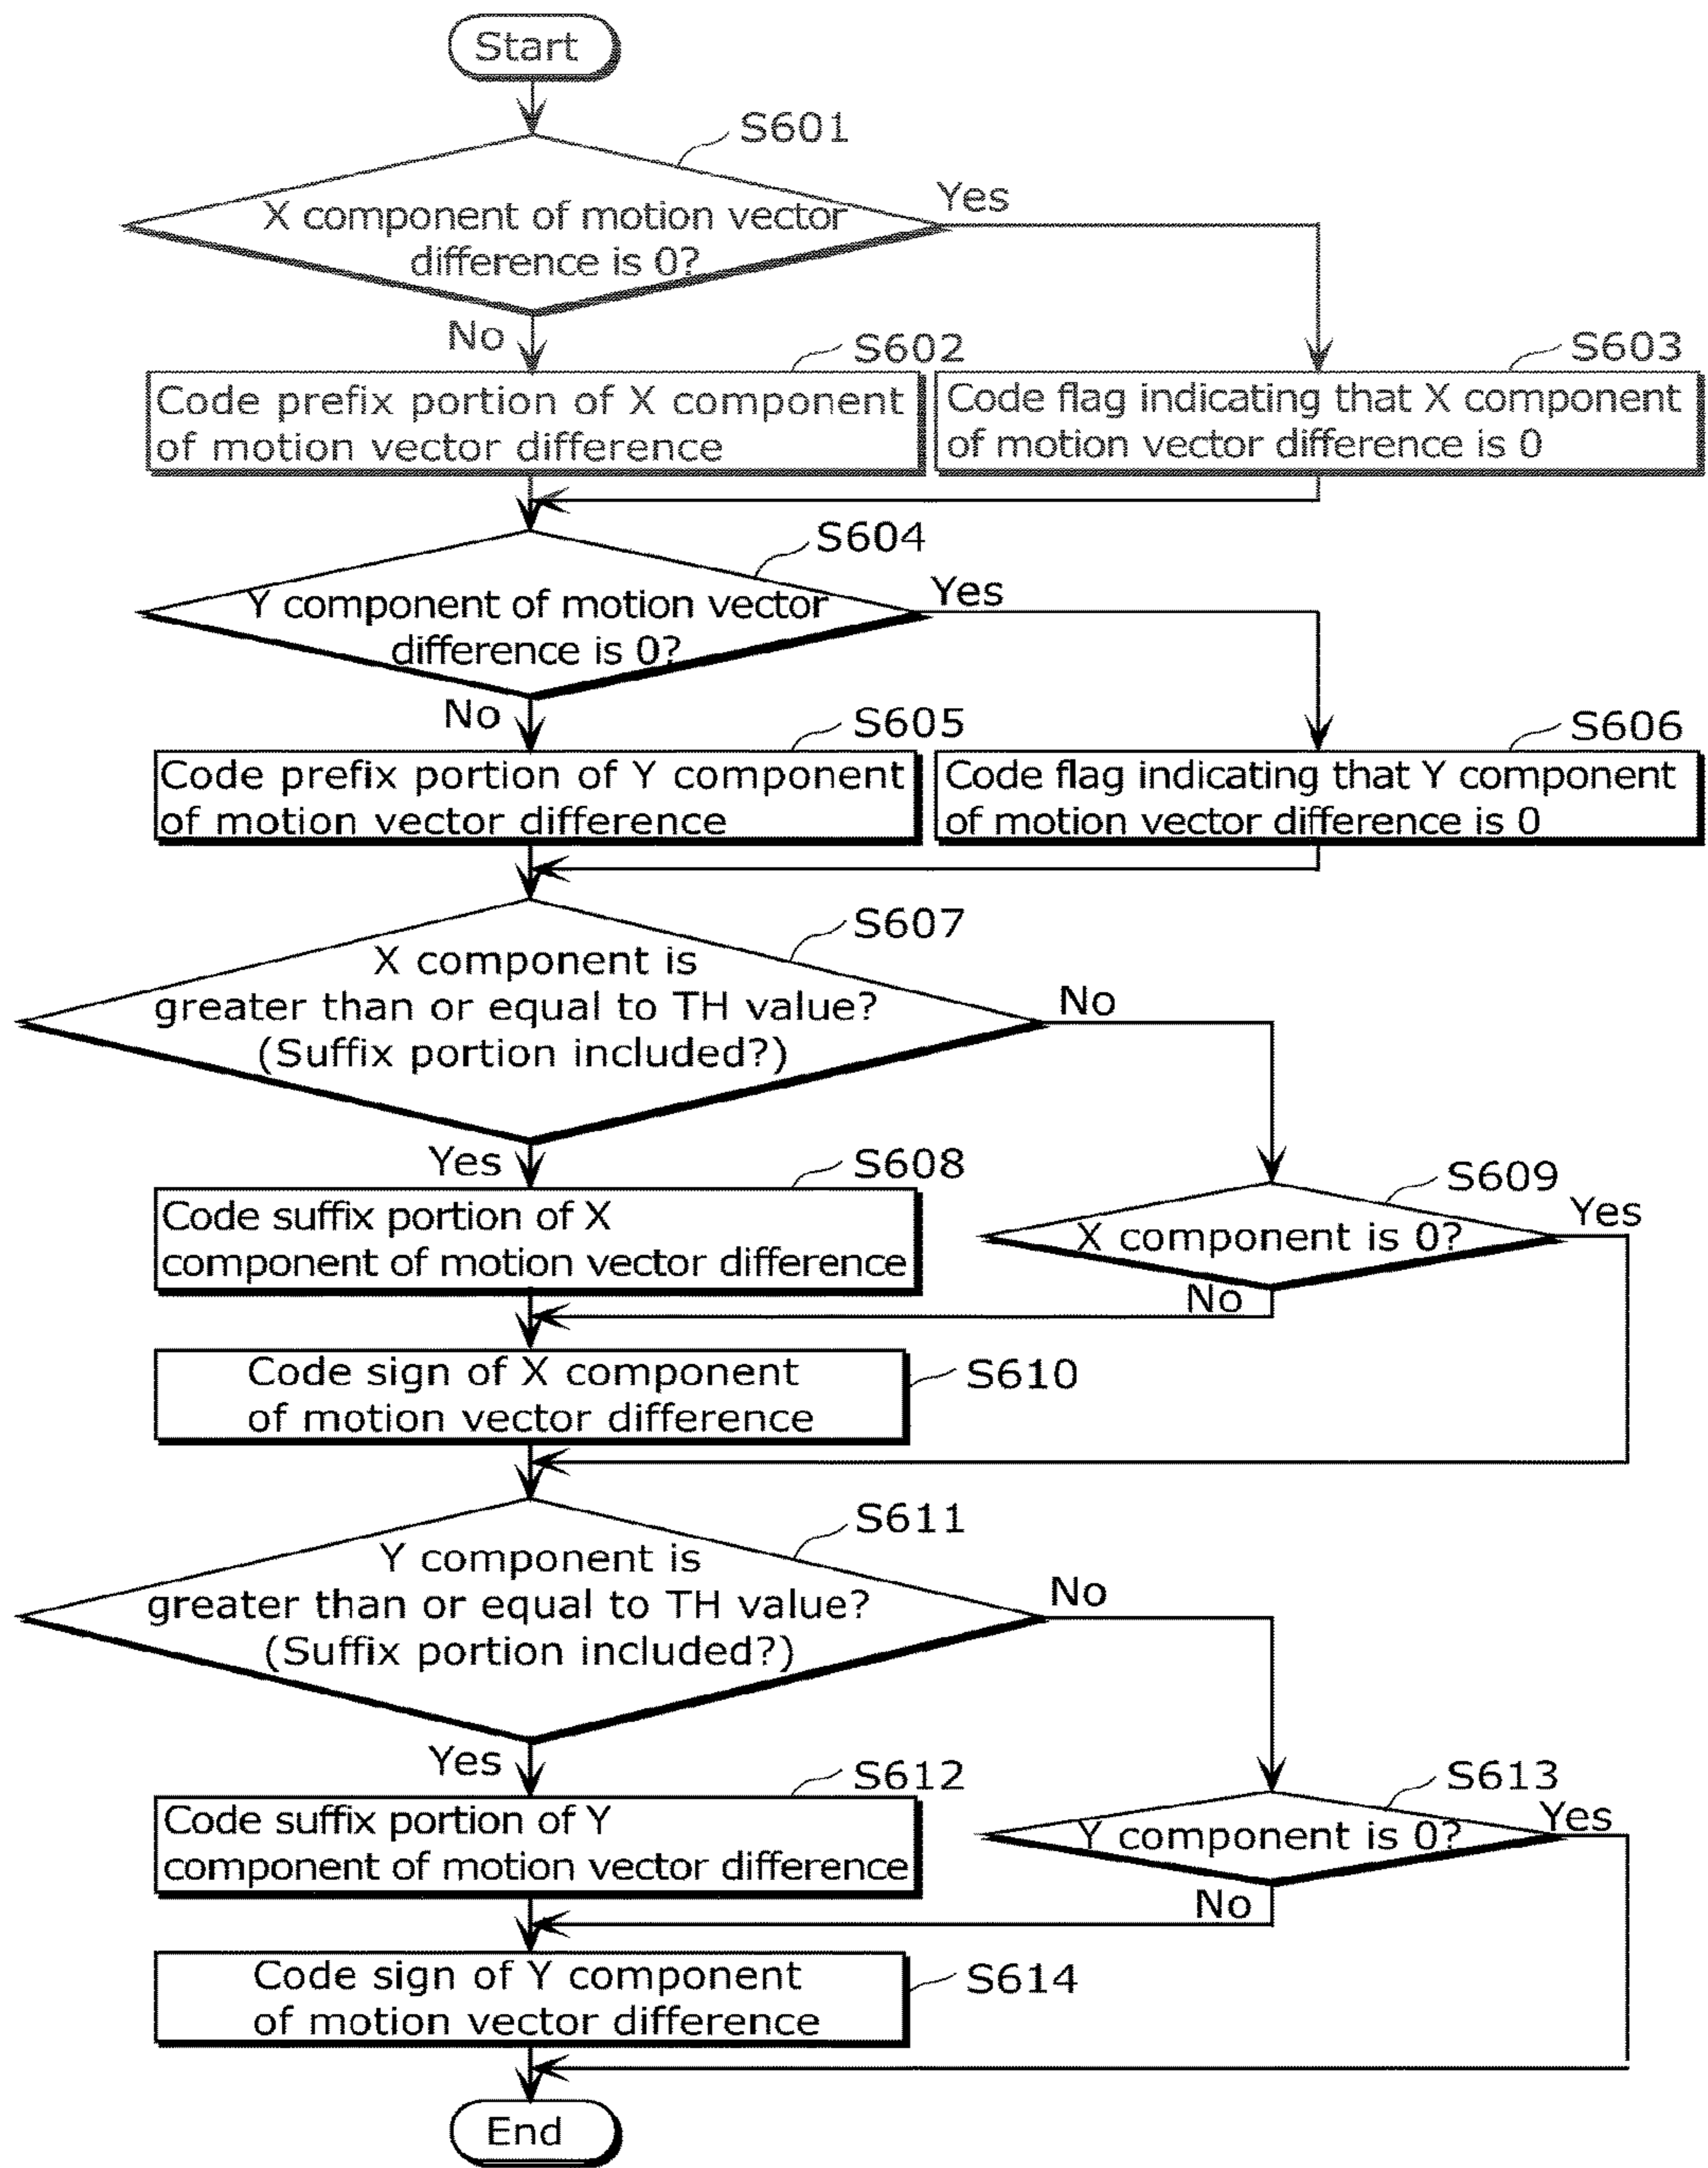 Start
S601
X component of motion vector
difference is 0?
Yes
No
S602
Code prefix portion of X component
of motion vector difference
S603
Code flag indicating that X component
of motion vector difference is 0
S604
Y component of motion vector
difference is 0?
Yes
No
S605
Code prefix portion of Y component
of motion vector difference
S606
Code flag indicating that Y component
of motion vector difference is 0
S607
X component is
greater than or equal to TH value?
(Suffix portion included?)
No
Yes
S608
Code suffix portion of X
component of motion vector difference
S609
X component is 0?
Yes
No
Code sign of X component
of motion vector difference
S610
S611
Y component is
greater than or equal to TH value?
(Suffix portion included?)
No
Yes
S612
Code suffix portion of Y
component of motion vector difference
S613
Y component is 0?
Yes
No
Code sign of Y component
of motion vector difference
S614
End